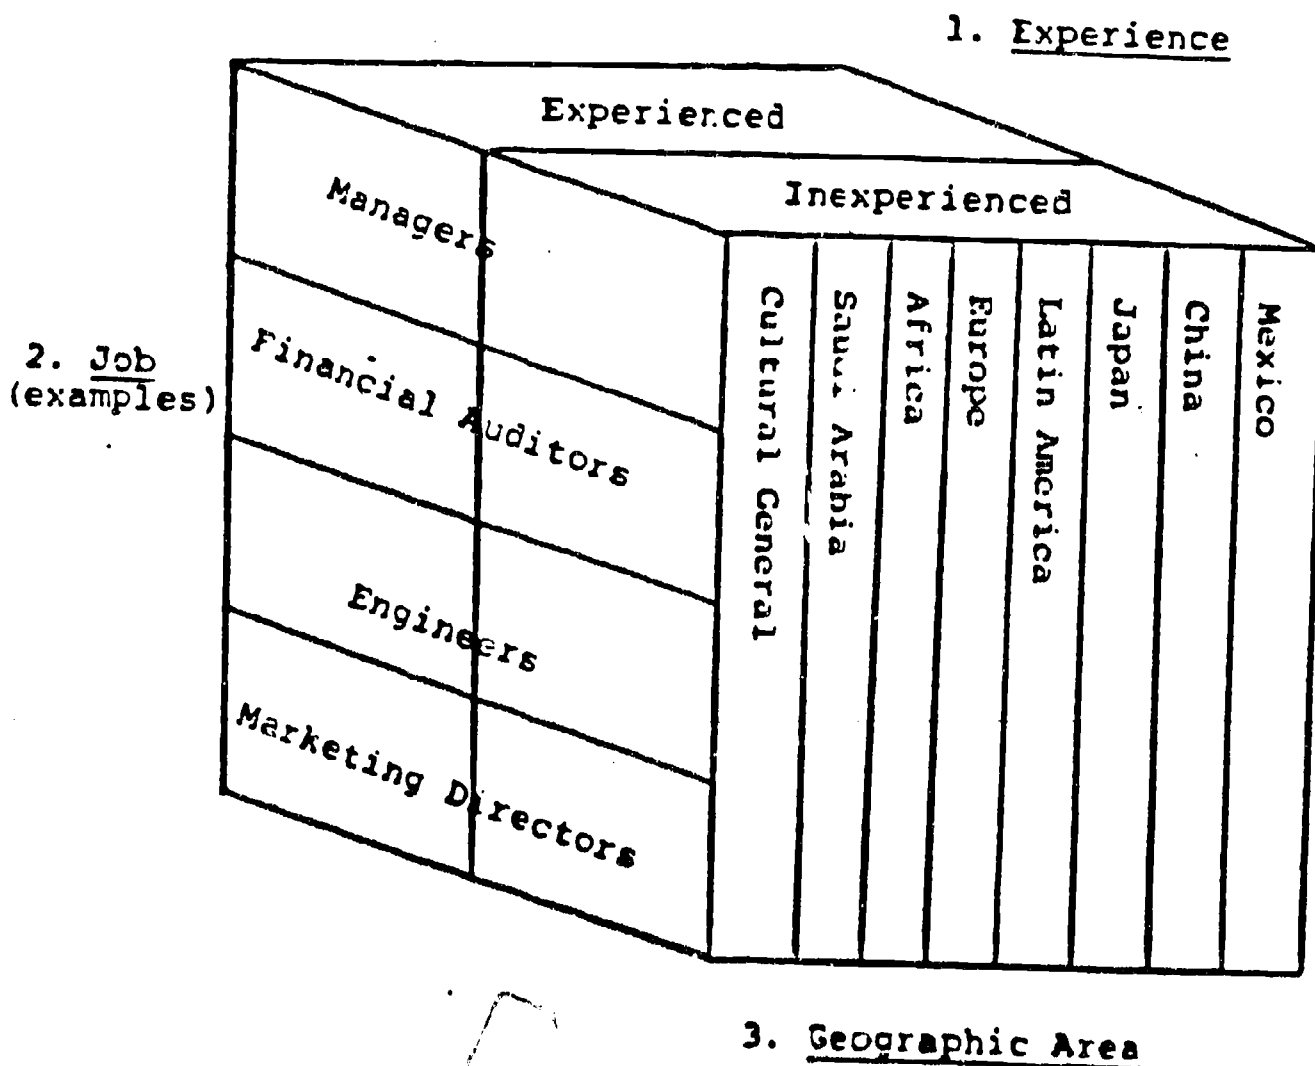 1. Experience
Experienced
Inexperienced
Managers
Financial Auditors
Engineers
Marketing Directors
2. Job
(examples)
Cultural General
Saudi Arabia
Africa
Europe
Latin America
Japan
China
Mexico
3. Geographic Area